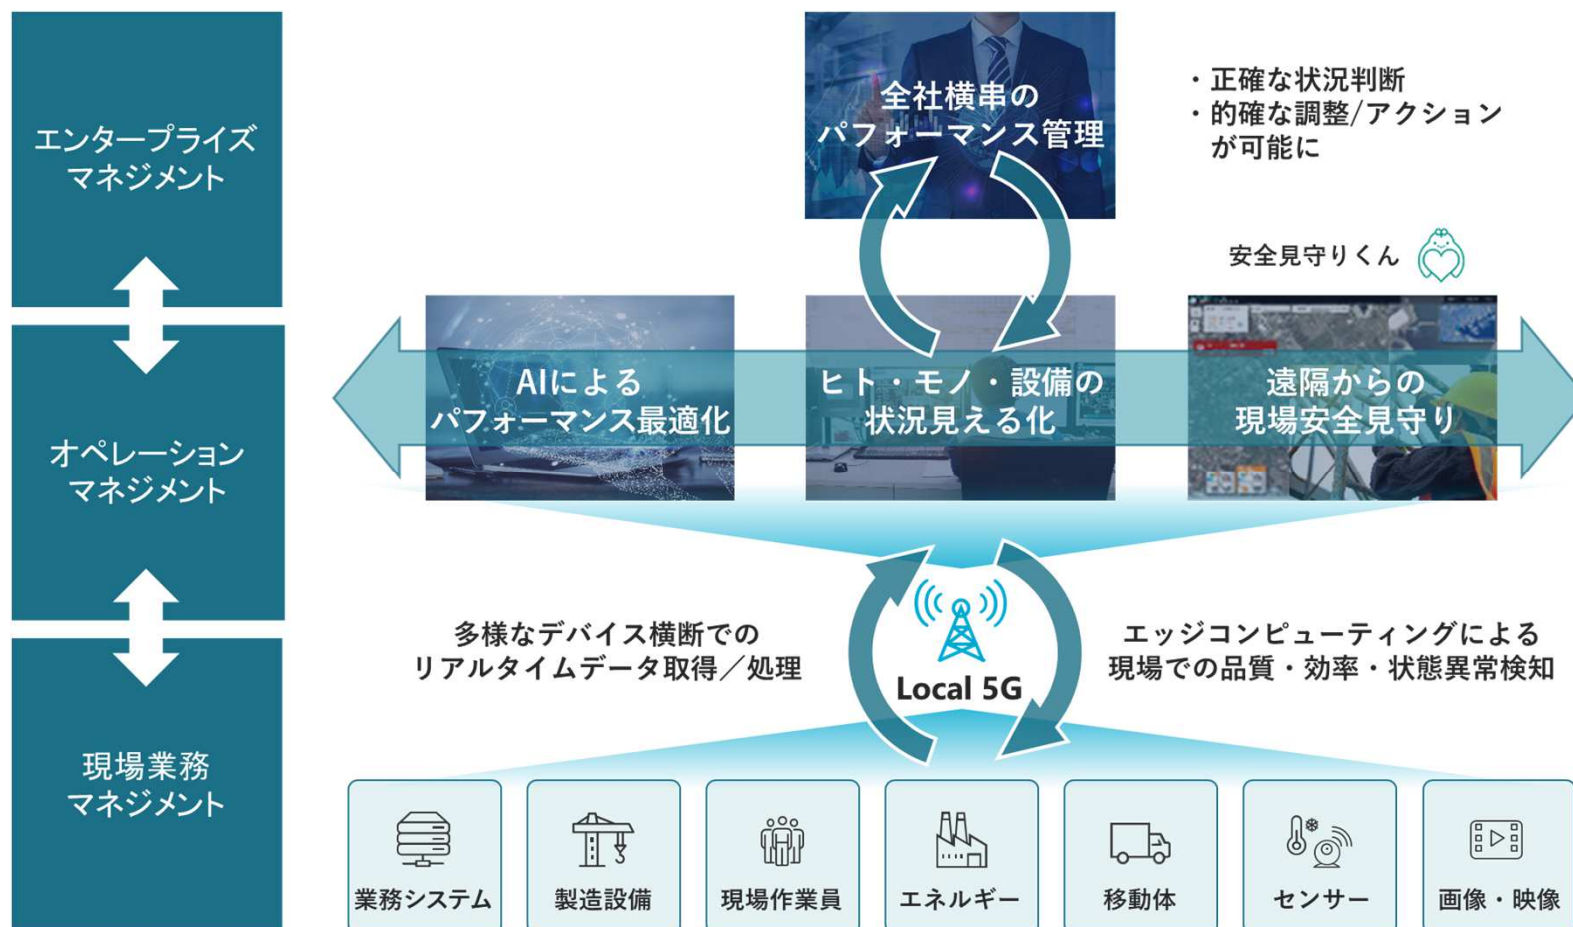 エンタープライズ
マネジメント
全社横串の
パフォーマンス管理
・正確な状況判断
・的確な調整/アクション
が可能に
安全見守りくん
オペレーション
マネジメント
AIによる
パフォーマンス最適化
ヒト・モノ・設備の
状況見える化
遠隔からの
現場安全見守り
多様なデバイス横断での
リアルタイムデータ取得／処理
Local 5G
エッジコンピューティングによる
現場での品質・効率・状態異常検知
現場業務
マネジメント
業務システム
製造設備
現場作業員
エネルギー
移動体
センサー
画像・映像